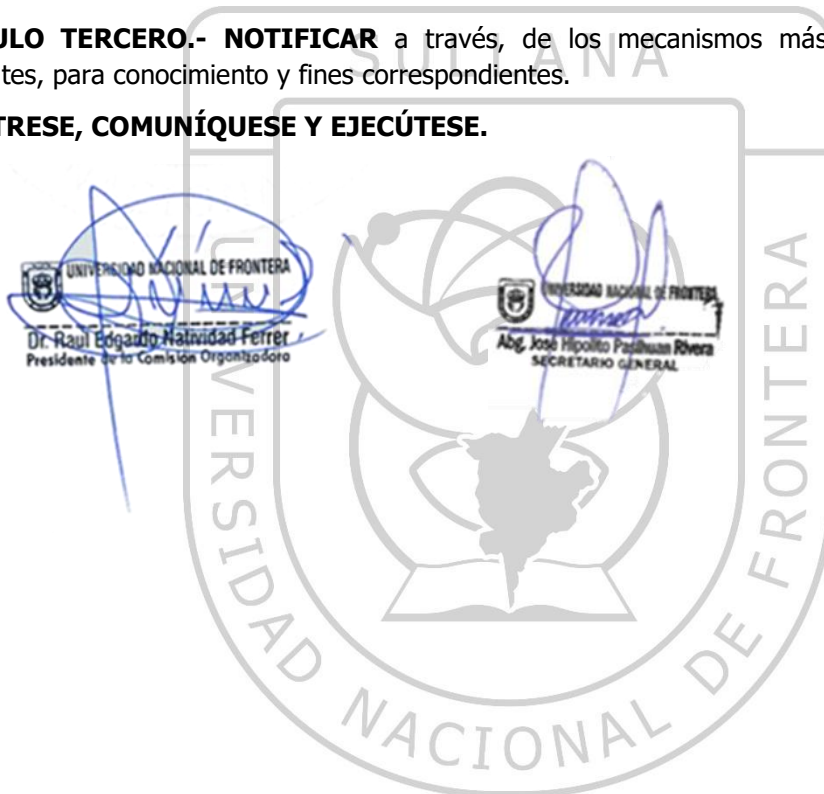 SULLANA
ULO TERCERO.- NOTIFICAR a través, de los mecanismos más
tes, para conocimiento y fines correspondientes.
TRESE, COMUNÍQUESE Y EJECÚTESE.
UNIVERSIDAD NACIONAL DE FRONTERA
Dr. Raul Edgardo Natividad Ferrer
Presidente de la Comisión Organizadora
UNIVERSIDAD NACIONAL DE FRONTERA
Abg. José Hipolito Rivera
SECRETARIO GENERAL
UNIVERSIDAD NACIONAL DE FRONTERA